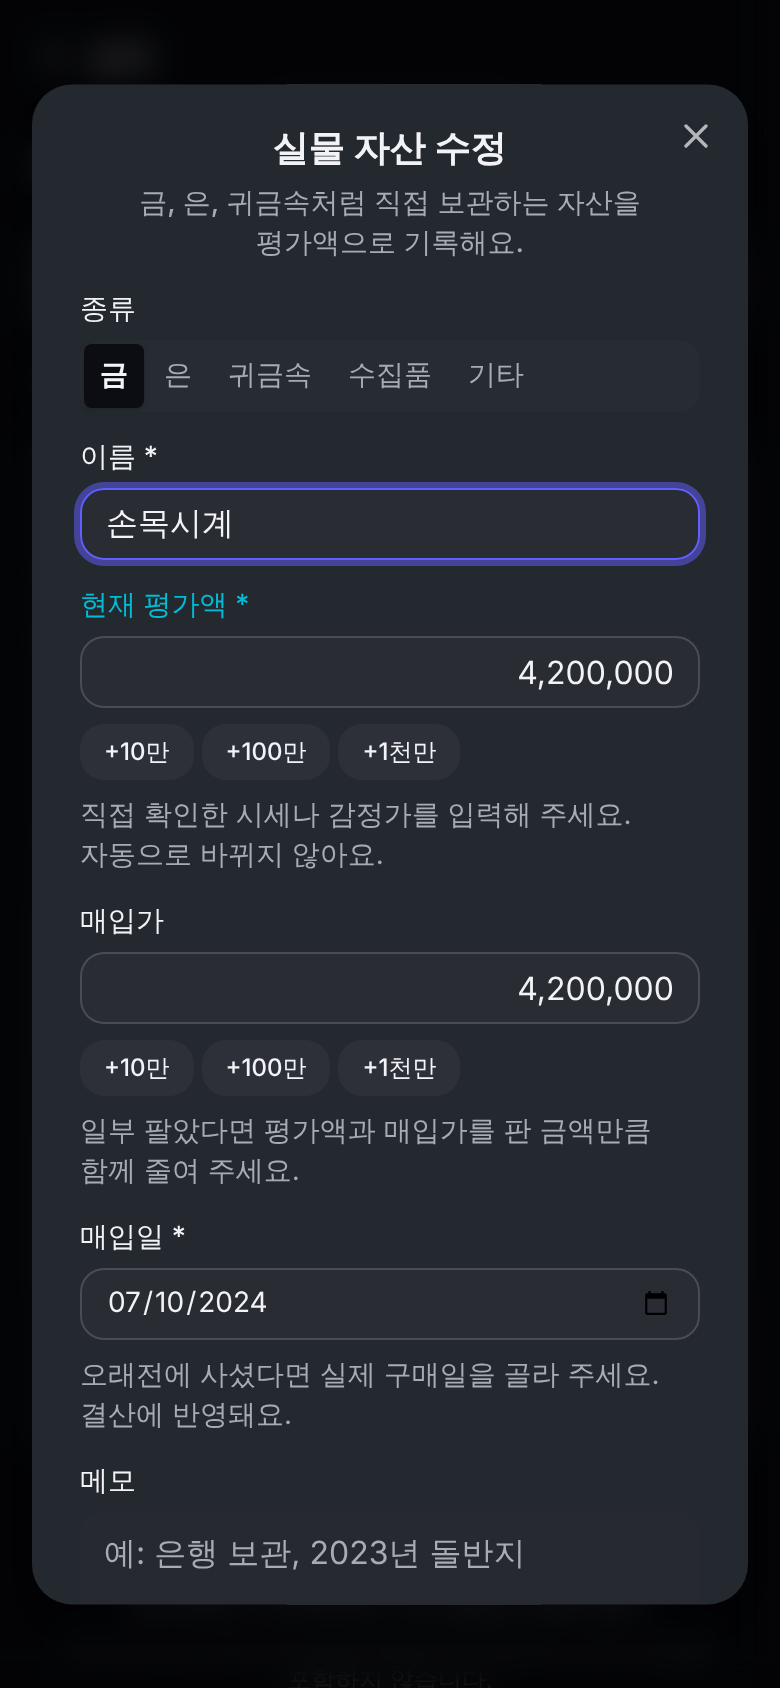 실물 자산 수정
금, 은, 귀금속처럼 직접 보관하는 자산을
평가액으로 기록해요.
종류
금 은 귀금속 수집품 기타
이름 *
손목시계
현재 평가액 *
4,200,000
+10만 +100만 +1천만
직접 확인한 시세나 감정가를 입력해 주세요.
자동으로 바뀌지 않아요.
매입가
4,200,000
+10만 +100만 +1천만
일부 팔았다면 평가액과 매입가를 판 금액만큼
함께 줄여 주세요.
매입일 *
07/10/2024
오래전에 사셨다면 실제 구매일을 골라 주세요.
결산에 반영돼요.
메모
예: 은행 보관, 2023년 돌반지
포함하지 않습니다.